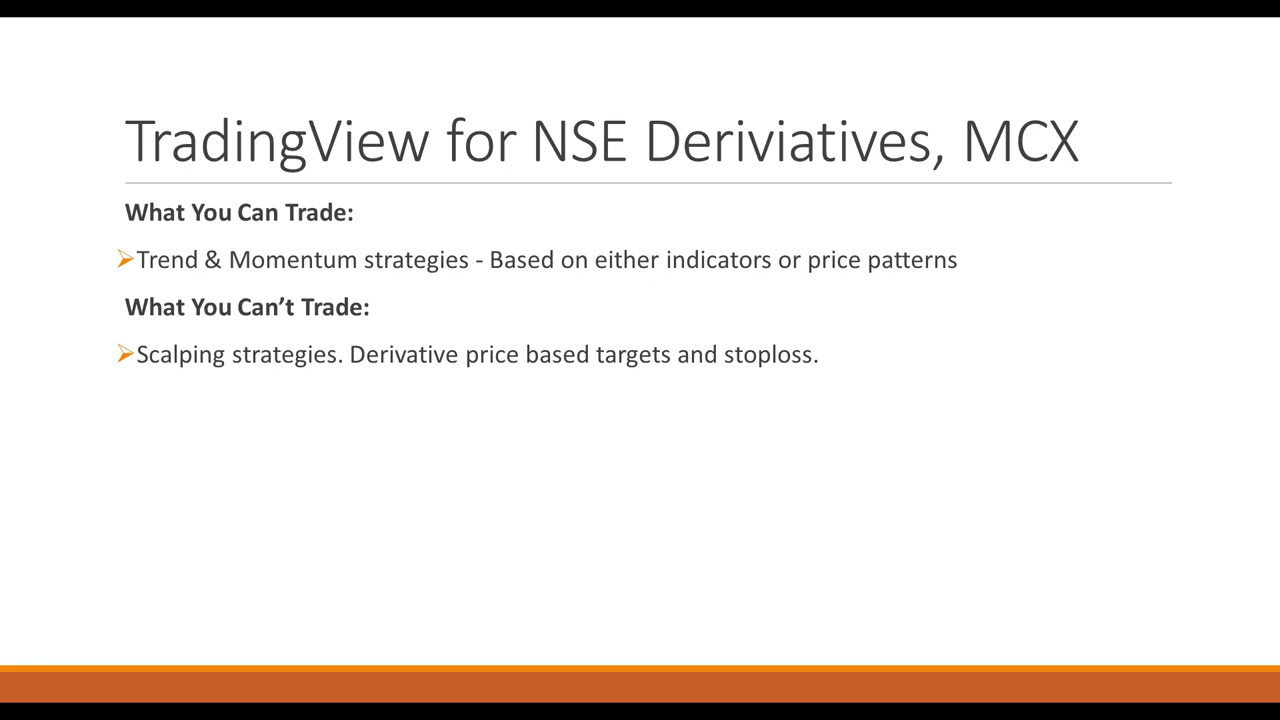 TradingView for NSE Deriviatives, MCX
What You Can Trade:
Trend & Momentum strategies - Based on either indicators or price patterns
What You Can’t Trade:
Scalping strategies. Derivative price based targets and stoploss.